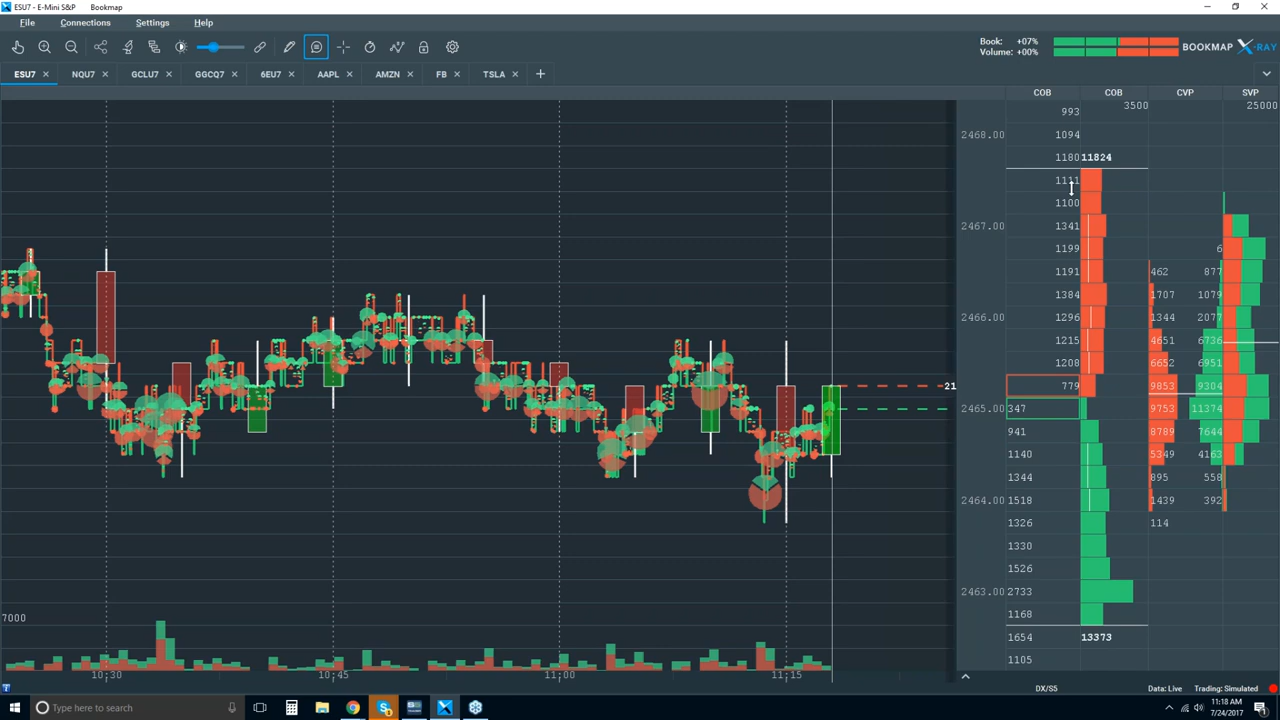 ESU7 - E-Mini S&P Bookmap
File Connections Settings Help
Book: +07%
Volume: +00%
BOOKMAP X-RAY
ESU7 NQU7 GCLU7 GGCQ7 6EU7 AAPL AMZN FB TSLA
COB COB CVP SVP
3500 25000
993
2468.00 1094
1180 11824
1111
1100
2467.00 1341
1199 6
1191 462 877
1384 1707 1079
2466.00 1296 1344 2077
1215 4651 6736
1208 6652 6951
21 779 9853 9304
2465.00 347 9753 11374
941 8789 7644
1140 5349 4163
1344 895 558
2464.00 1518 1439 392
1326 114
1330
1526
2463.00 2733
7000 1168
1654 13373
1105
10:30 10:45 11:00 11:15
DX/S5 Data: Live Trading: Simulated
Type here to search
11:18 AM
7/24/2017